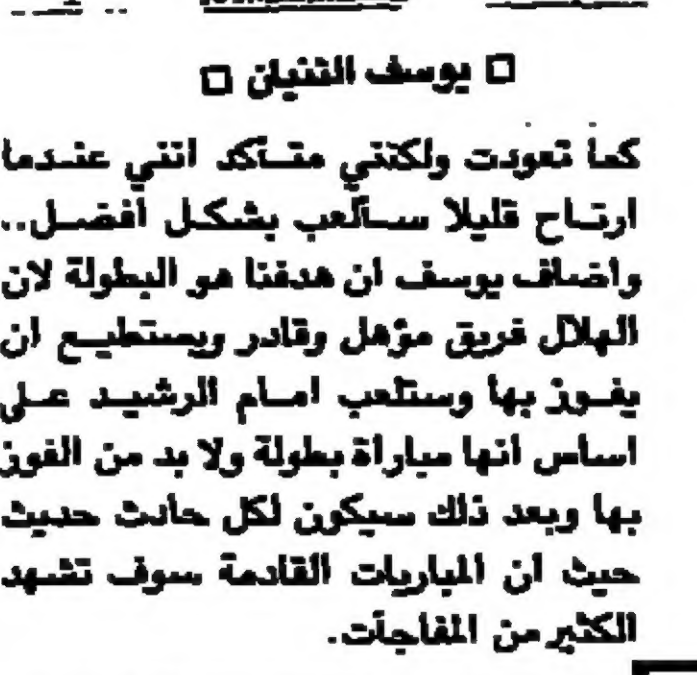 □ يوسف الثنيان □
كما تعودت ولكنني متأكد انني عندما
ارتاح قليلا سألعب بشكل افضل..
واضاف يوسف ان هدفنا هو البطولة لان
الهلال فريق مؤهل وقادر ويستطيع ان
يفوز بها وسنلعب امام الرشيد على
اساس انها مباراة بطولة ولا بد من الفوز
بها وبعد ذلك سيكون لكل حادث حديث
حيث ان المباريات القادمة سوف تشهد
الكثير من المفاجآت.